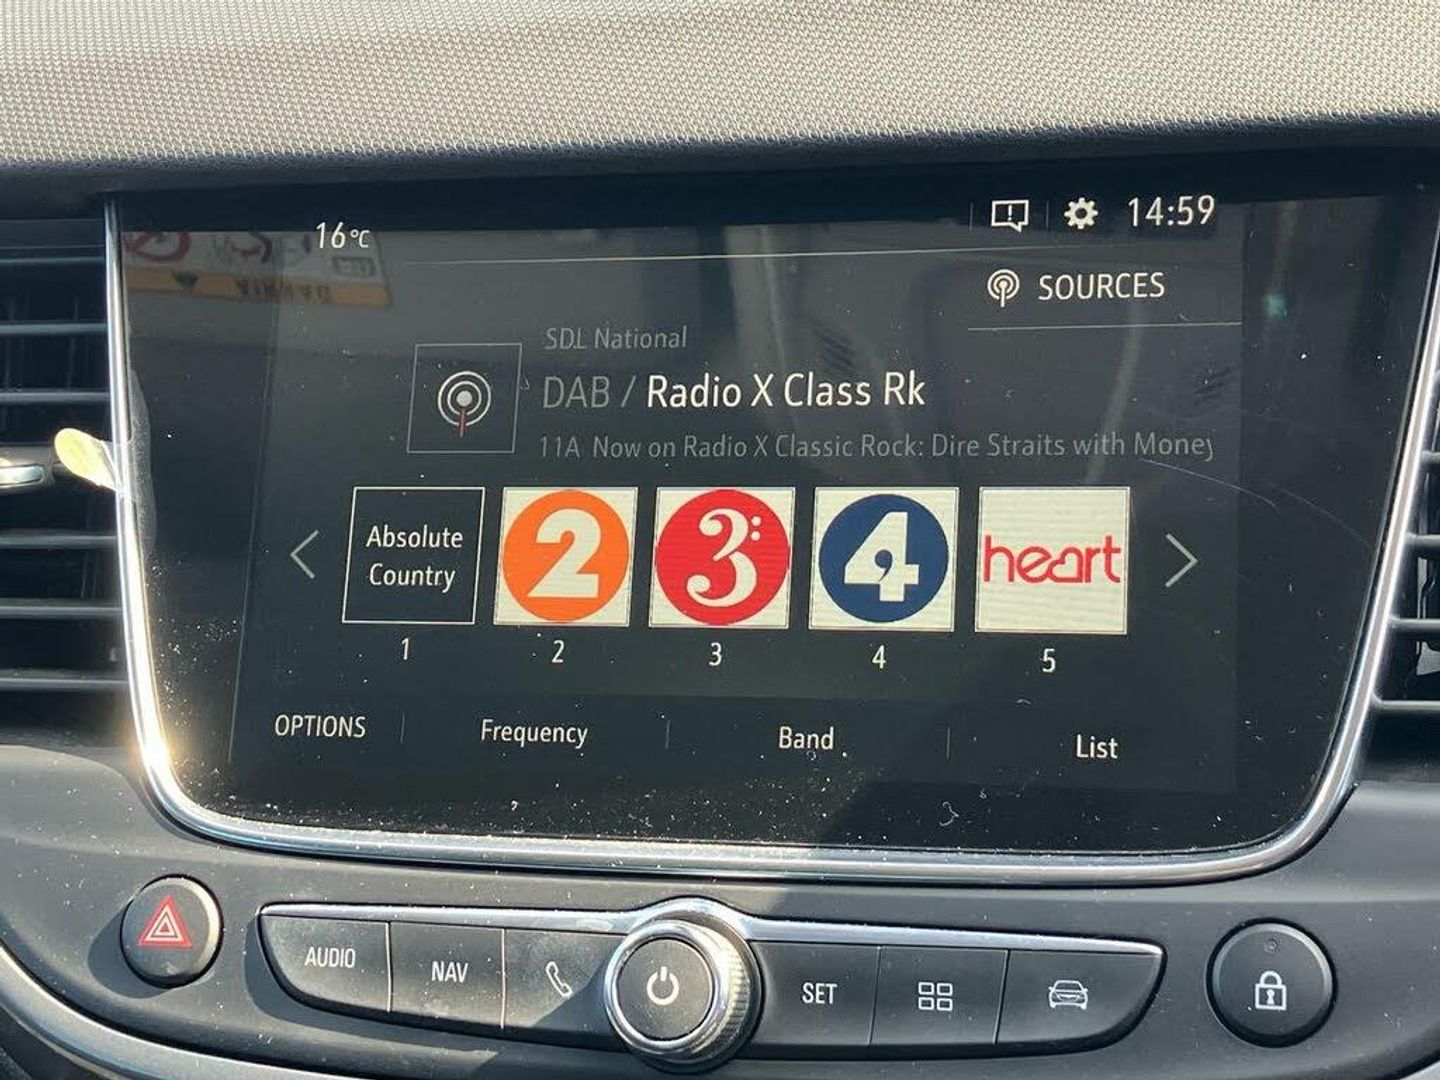 16°C
14:59
SOURCES
SDL National
DAB / Radio X Class Rk
11A Now on Radio X Classic Rock: Dire Straits with Money
Absolute
Country
2
3:
4
heart
1
2
3
4
5
OPTIONS
Frequency
Band
List
AUDIO
NAV
SET
AIRBAG